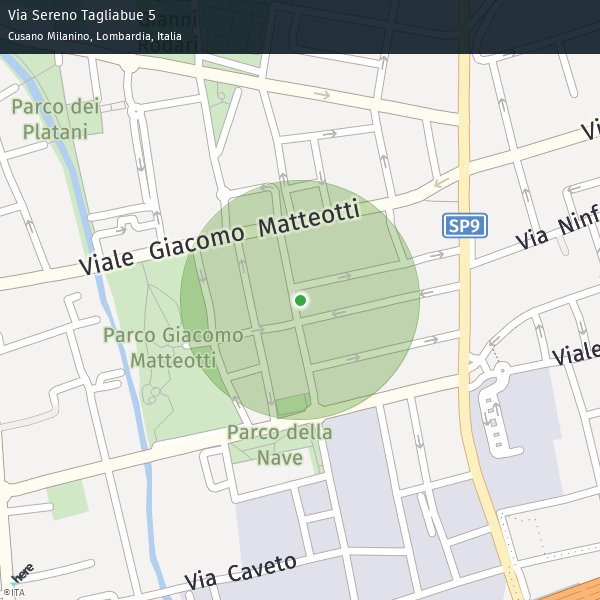 Via Sereno Tagliabue 5
Cusano Milanino, Lombardia, Italia
Gianni
Rodari
Parco dei
Platani
Viale Giacomo Matteotti
SP9
Via Ninf
Parco Giacomo
Matteotti
Viale
Parco della
Nave
Via Caveto
here
©ITA